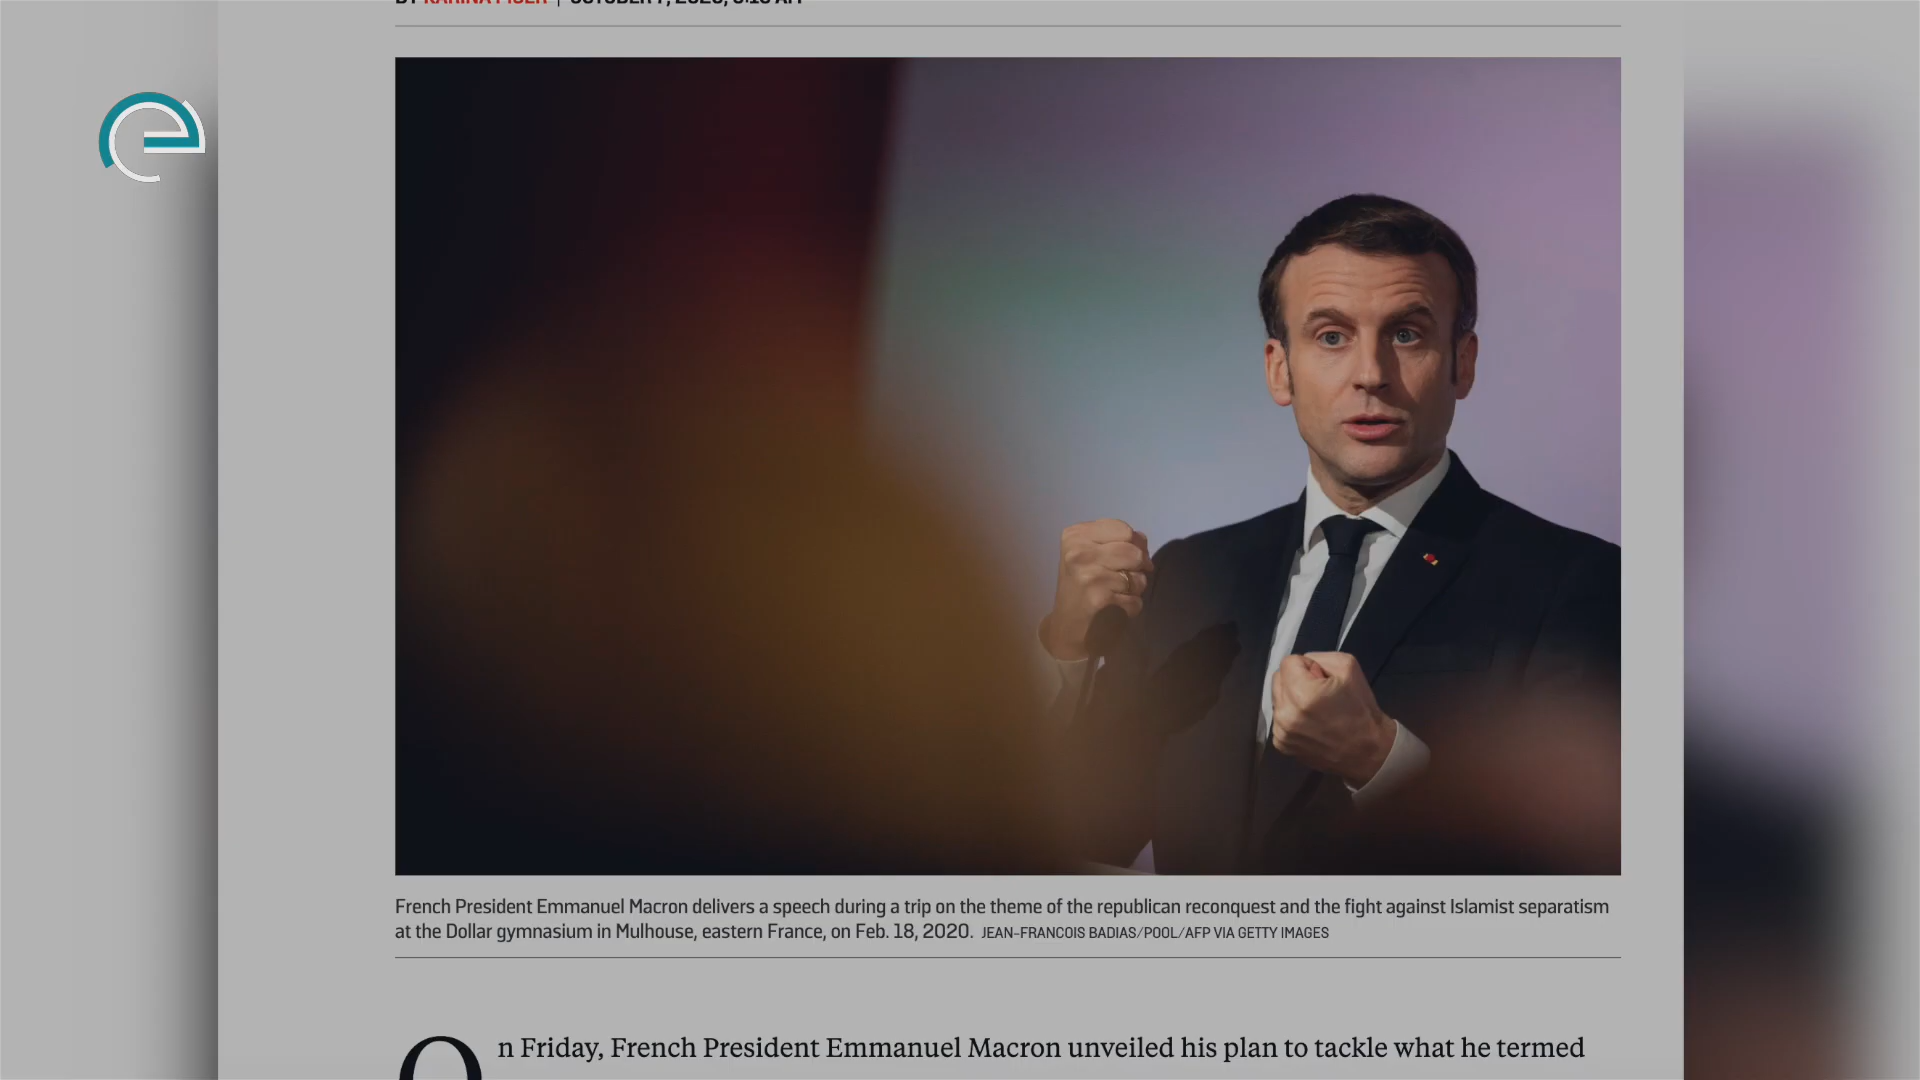 French President Emmanuel Macron delivers a speech during a trip on the theme of the republican reconquest and the fight against Islamist separatism
at the Dollar gymnasium in Mulhouse, eastern France, on Feb. 18, 2020. JEAN-FRANCOIS BADIAS/POOL/AFP VIA GETTY IMAGES
On Friday, French President Emmanuel Macron unveiled his plan to tackle what he termed